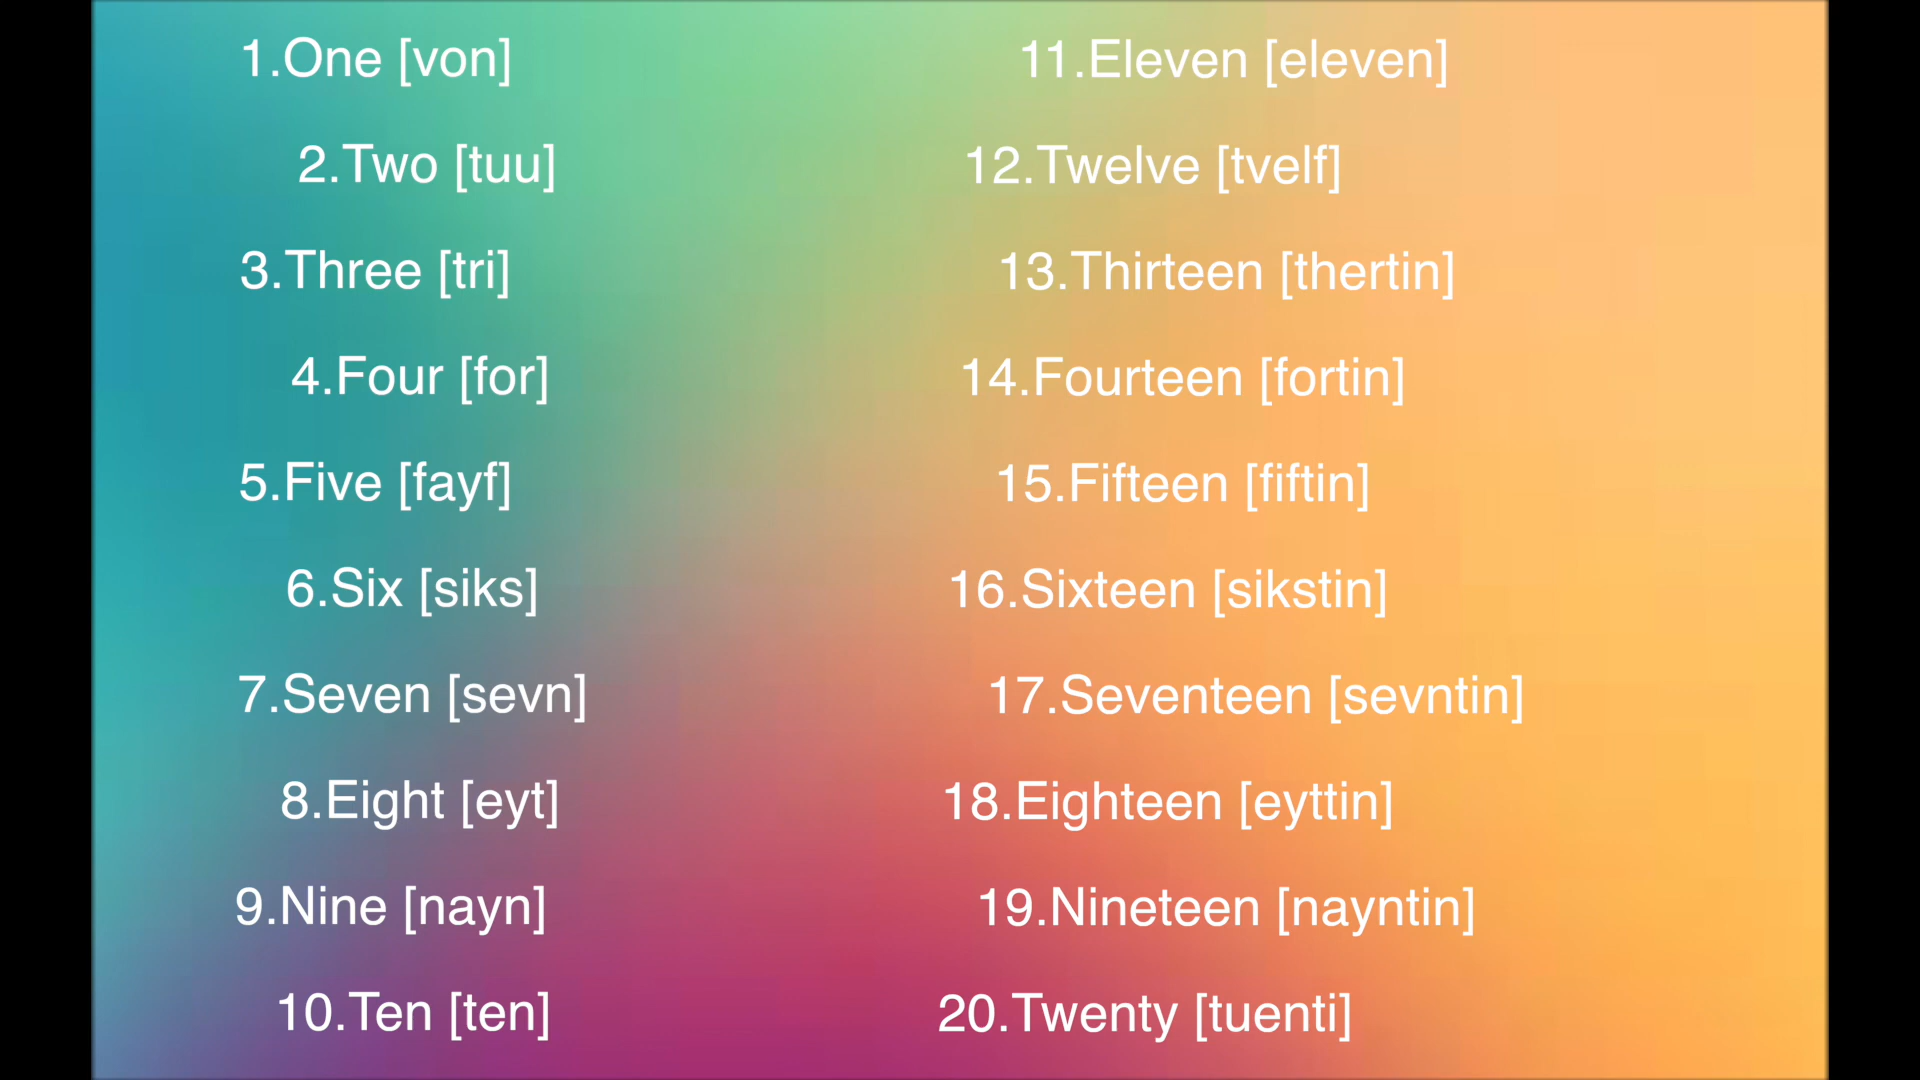 1.One [von]
2.Two [tuu]
3.Three [tri]
4.Four [for]
5.Five [fayf]
6.Six [siks]
7.Seven [sevn]
8.Eight [eyt]
9.Nine [nayn]
10.Ten [ten]
11.Eleven [eleven]
12.Twelve [tvelf]
13.Thirteen [thertin]
14.Fourteen [fortin]
15.Fifteen [fiftin]
16.Sixteen [sikstin]
17.Seventeen [sevntin]
18.Eighteen [eyttin]
19.Nineteen [nayntin]
20.Twenty [tuenti]